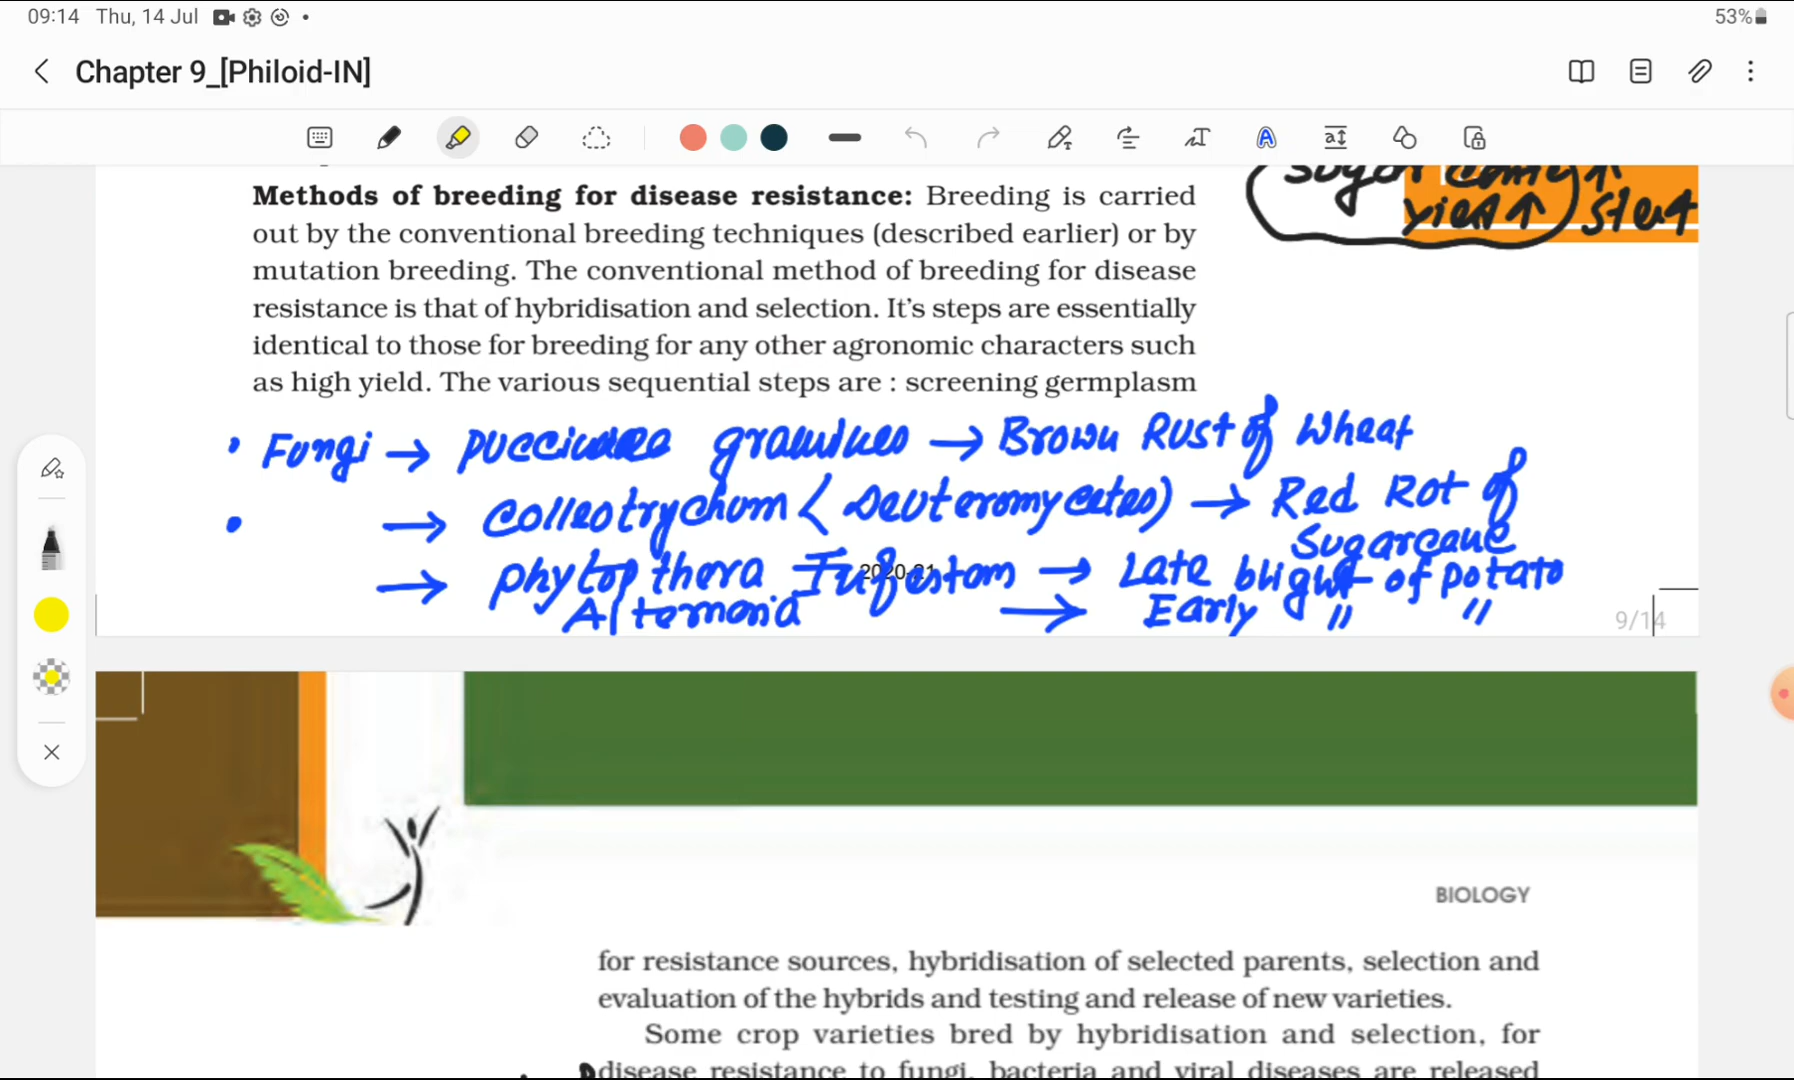 09:14 Thu, 14 Jul
53%
Chapter 9_[Philoid-IN]
yield ↑
Methods of breeding for disease resistance: Breeding is carried
out by the conventional breeding techniques (described earlier) or by
mutation breeding. The conventional method of breeding for disease
resistance is that of hybridisation and selection. It's steps are essentially
identical to those for breeding for any other agronomic characters such
as high yield. The various sequential steps are : screening germplasm
• Fungi → → Brown Rust of Wheat
• → Colleotrychum (Deuteromycetes) → Red Rot of
Sugarcane
→ Phytopthera Infestam → Late blight of potato
2020-21
Alternaria → Early " "
9/14
BIOLOGY
for resistance sources, hybridisation of selected parents, selection and
evaluation of the hybrids and testing and release of new varieties.
Some crop varieties bred by hybridisation and selection, for
disease resistance to fungi, bacteria and viral diseases are released